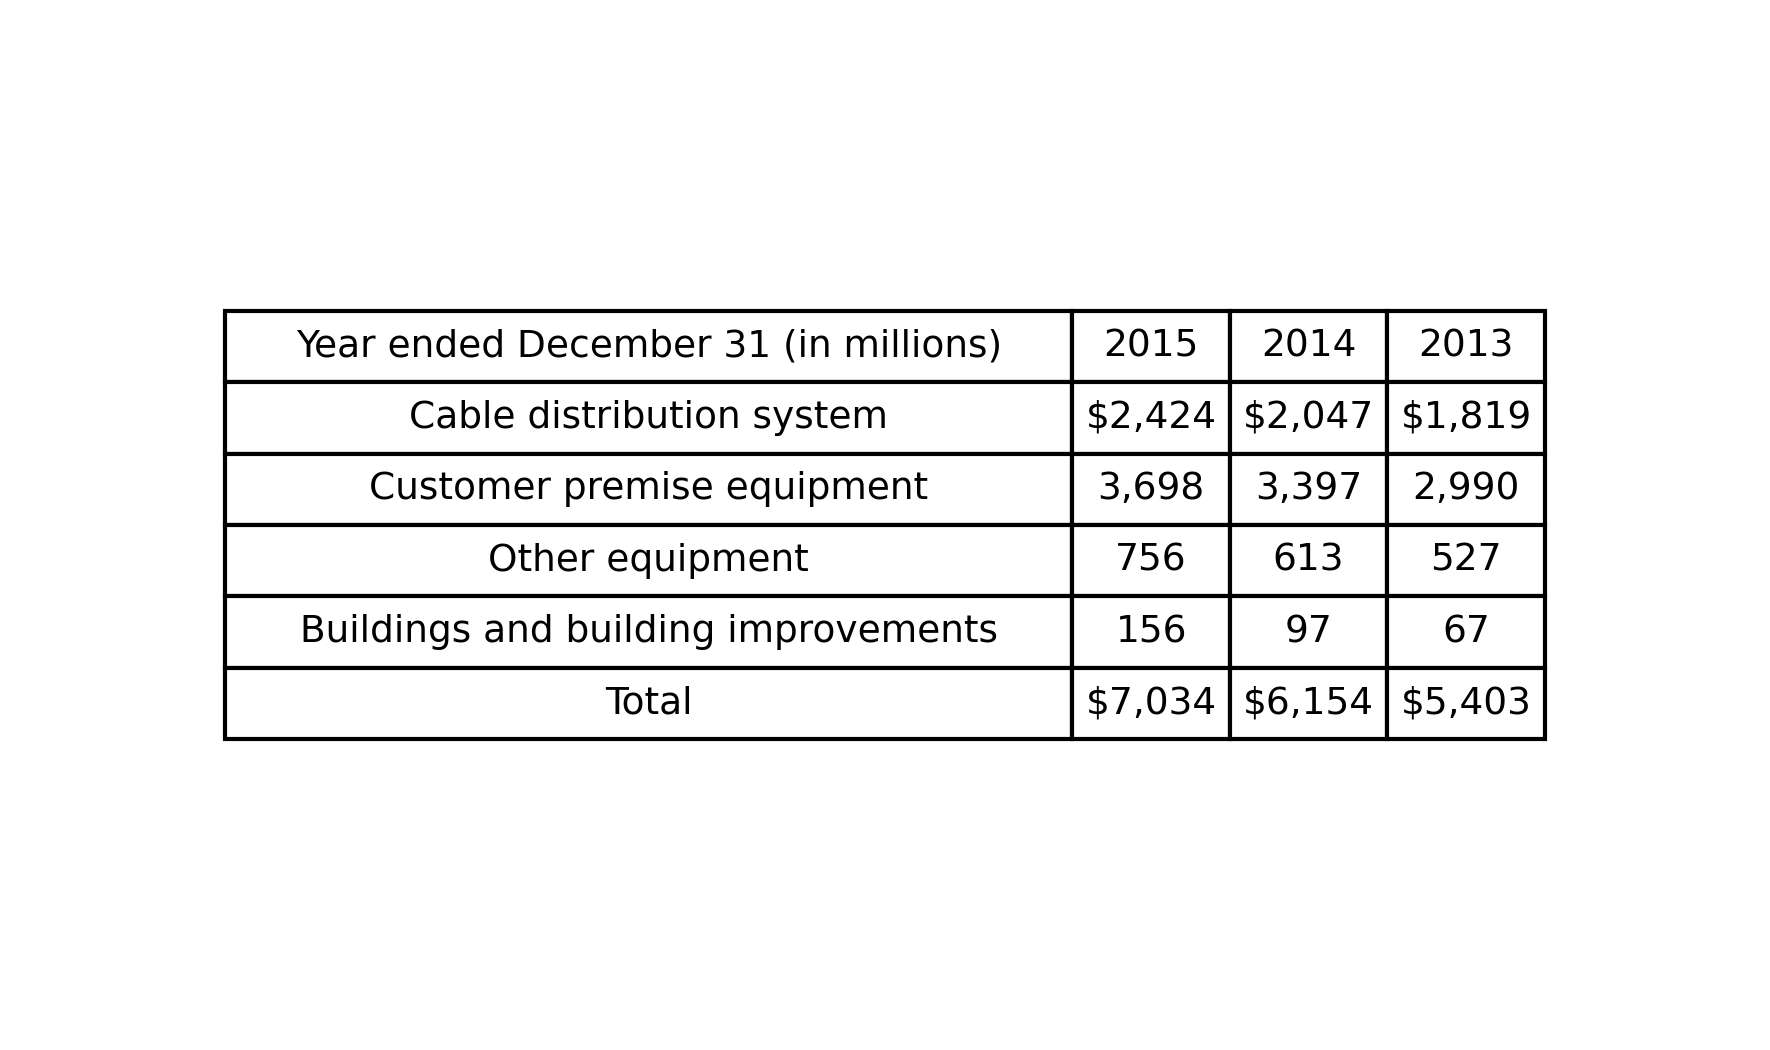 Year ended December 31 (in millions) 2015 2014 2013
Cable distribution system $2,424 $2,047 $1,819
Customer premise equipment 3,698 3,397 2,990
Other equipment 756 613 527
Buildings and building improvements 156 97 67
Total $7,034 $6,154 $5,403